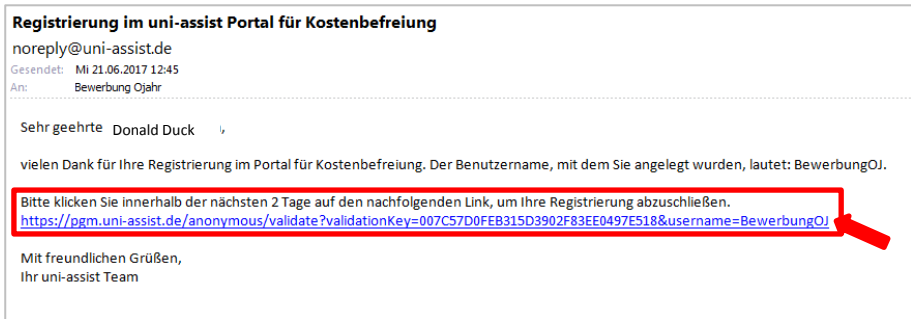 Registrierung im uni-assist Portal für Kostenbefreiung
noreply@uni-assist.de
Gesendet: Mi 21.06.2017 12:45
An: Bewerbung Ojahr
Sehr geehrte Donald Duck ,
vielen Dank für Ihre Registrierung im Portal für Kostenbefreiung. Der Benutzername, mit dem Sie angelegt wurden, lautet: BewerbungOJ.
Bitte klicken Sie innerhalb der nächsten 2 Tage auf den nachfolgenden Link, um Ihre Registrierung abzuschließen.
https://pgm.uni-assist.de/anonymous/validate?validationKey=007C57D0FEB315D3902F83EE0497E518&username=BewerbungOJ
Mit freundlichen Grüßen,
Ihr uni-assist Team